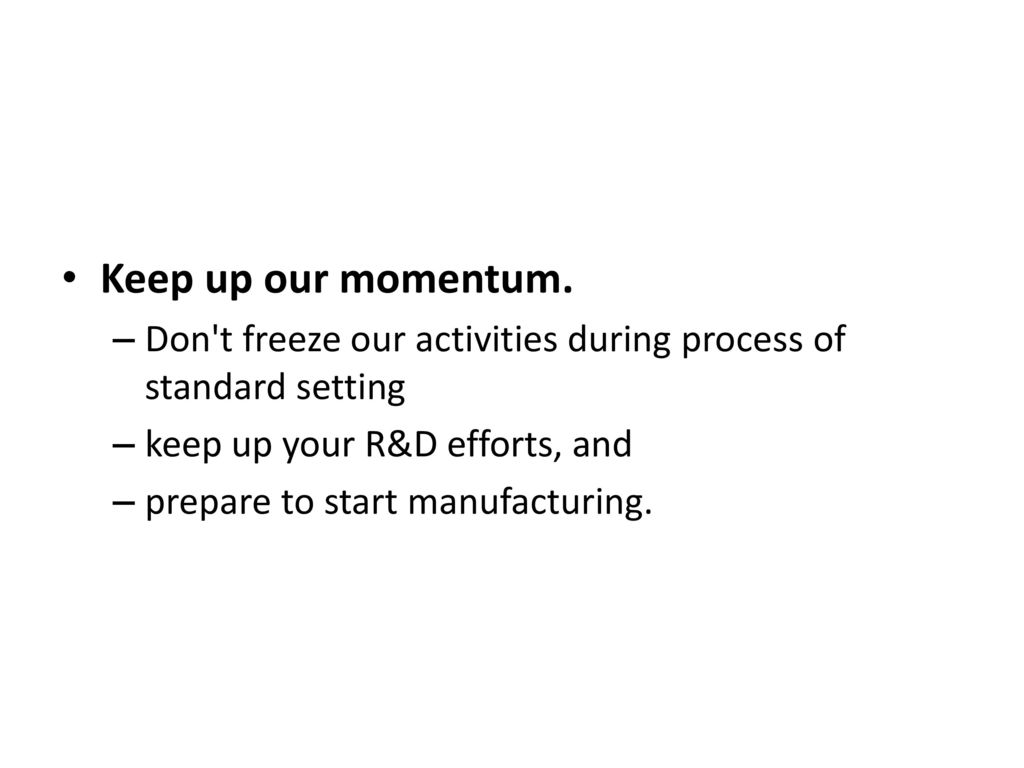 • Keep up our momentum.
– Don't freeze our activities during process of
standard setting
– keep up your R&D efforts, and
– prepare to start manufacturing.